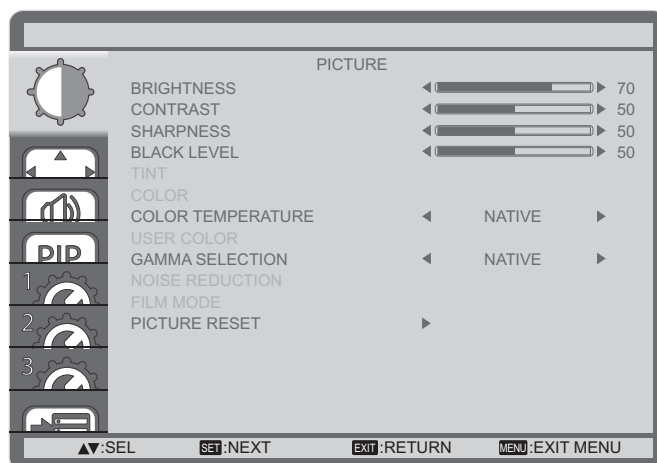 PICTURE
BRIGHTNESS 70
CONTRAST 50
SHARPNESS 50
BLACK LEVEL 50
TINT
COLOR
COLOR TEMPERATURE NATIVE
USER COLOR
GAMMA SELECTION NATIVE
NOISE REDUCTION
FILM MODE
PICTURE RESET
PIP
1
2
3
▲▼:SEL SET:NEXT EXIT:RETURN MENU:EXIT MENU